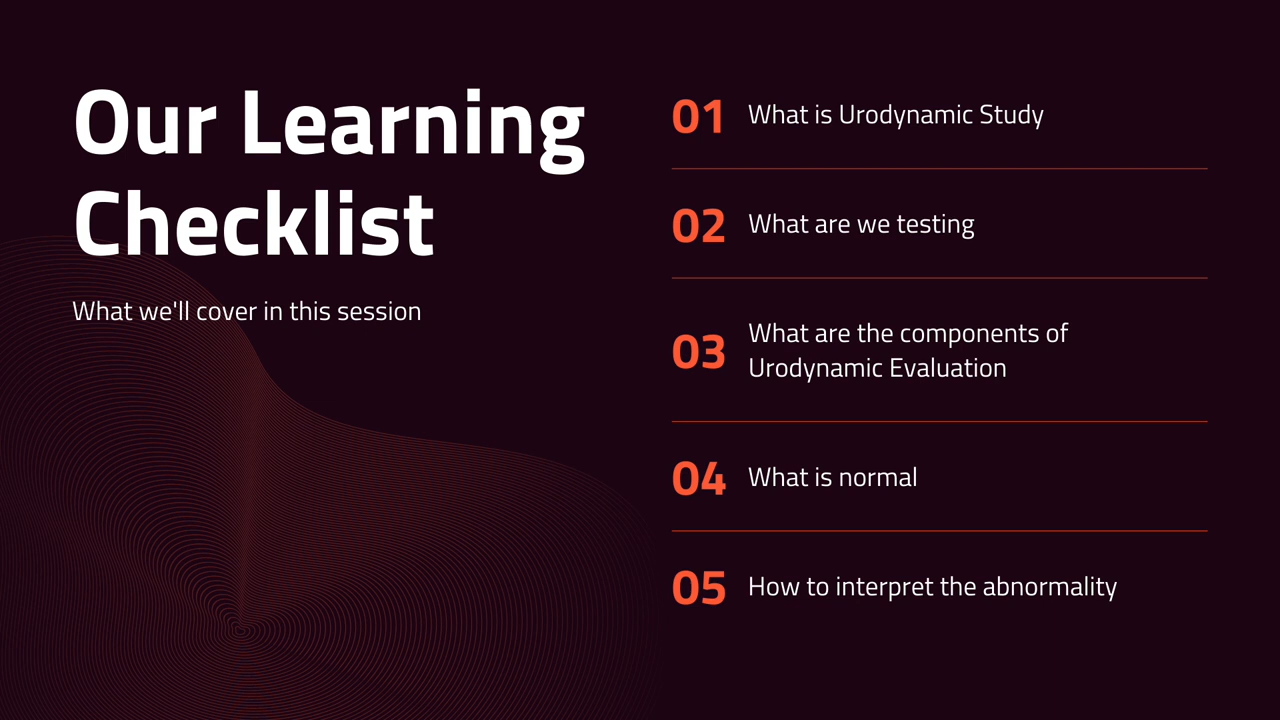 Our Learning
Checklist
What we'll cover in this session
01 What is Urodynamic Study
02 What are we testing
03 What are the components of
Urodynamic Evaluation
04 What is normal
05 How to interpret the abnormality